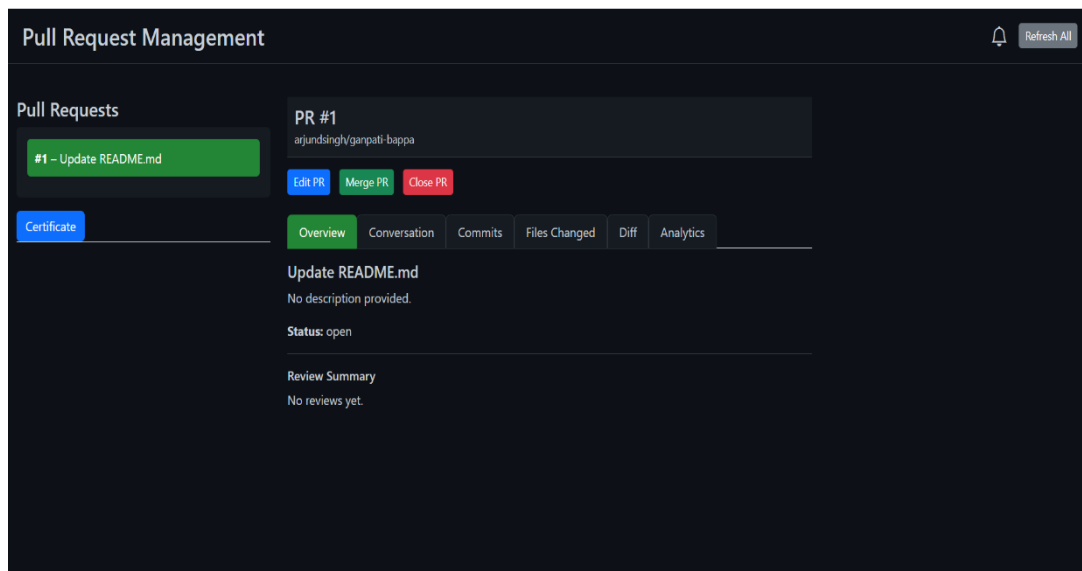 Pull Request Management
Refresh All
Pull Requests
#1 – Update README.md
Certificate
PR #1
arjundsingh/ganpati-bappa
Edit PR
Merge PR
Close PR
Overview
Conversation
Commits
Files Changed
Diff
Analytics
Update README.md
No description provided.
Status: open
Review Summary
No reviews yet.